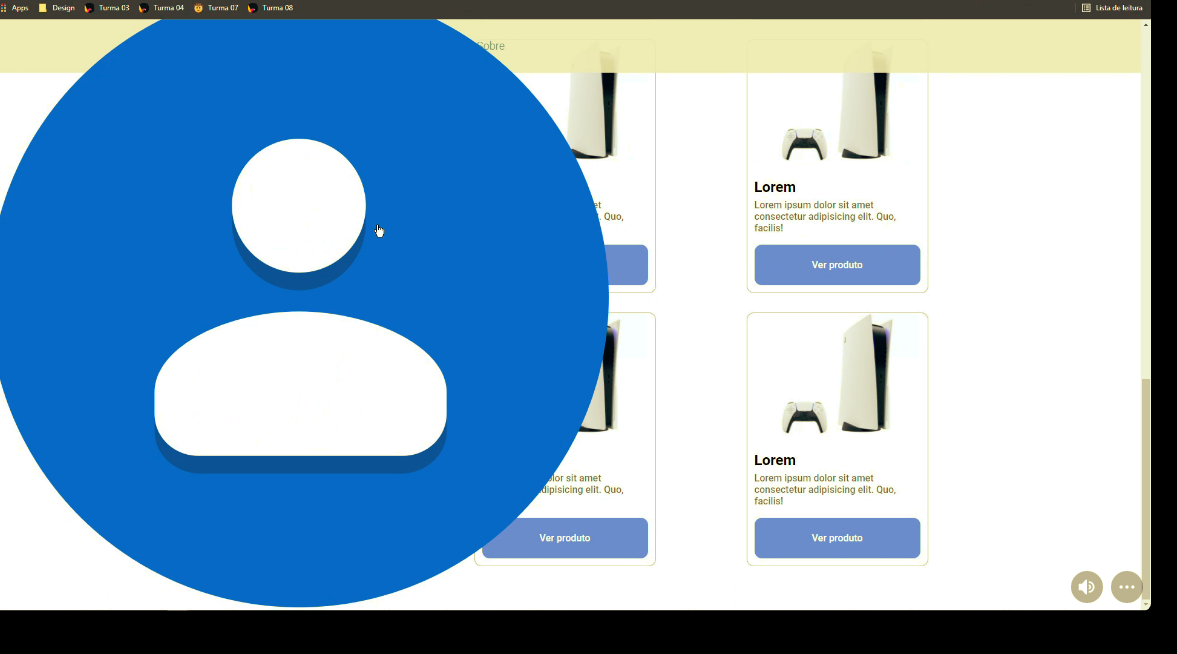 Apps Design Turma 03 Turma 04 Turma 07 Turma 08 Lista de leitura
Sobre
et
. Quo,
Lorem
Lorem ipsum dolor sit amet
consectetur adipisicing elit. Quo,
facilis!
Ver produto
olor sit amet
dipisicing elit. Quo,
Ver produto
Lorem
Lorem ipsum dolor sit amet
consectetur adipisicing elit. Quo,
facilis!
Ver produto